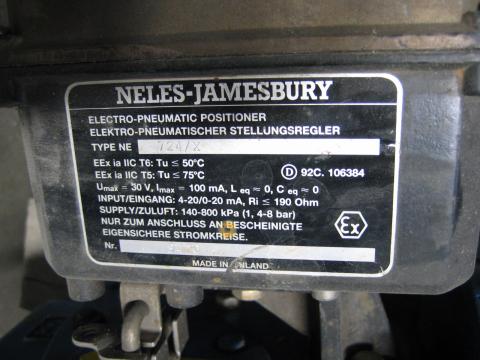 NELES-JAMESBURY
ELECTRO-PNEUMATIC POSITIONER
ELEKTRO-PNEUMATISCHER STELLUNGSREGLER
TYPE NE 724/X
EEx ia IIC T6: Tu ≤ 50°C
EEx ia IIC T5: Tu ≤ 75°C
D 92C. 106384
Umax = 30 V, Imax = 100 mA, L eq ≈ 0, C eq ≈ 0
INPUT/EINGANG: 4-20/0-20 mA, Ri ≤ 190 Ohm
SUPPLY/ZULUFT: 140-800 kPa (1, 4-8 bar)
NUR ZUM ANSCHLUSS AN BESCHEINIGTE
EIGENSICHERE STROMKREISE.
Ex
Nr.
MADE IN FINLAND